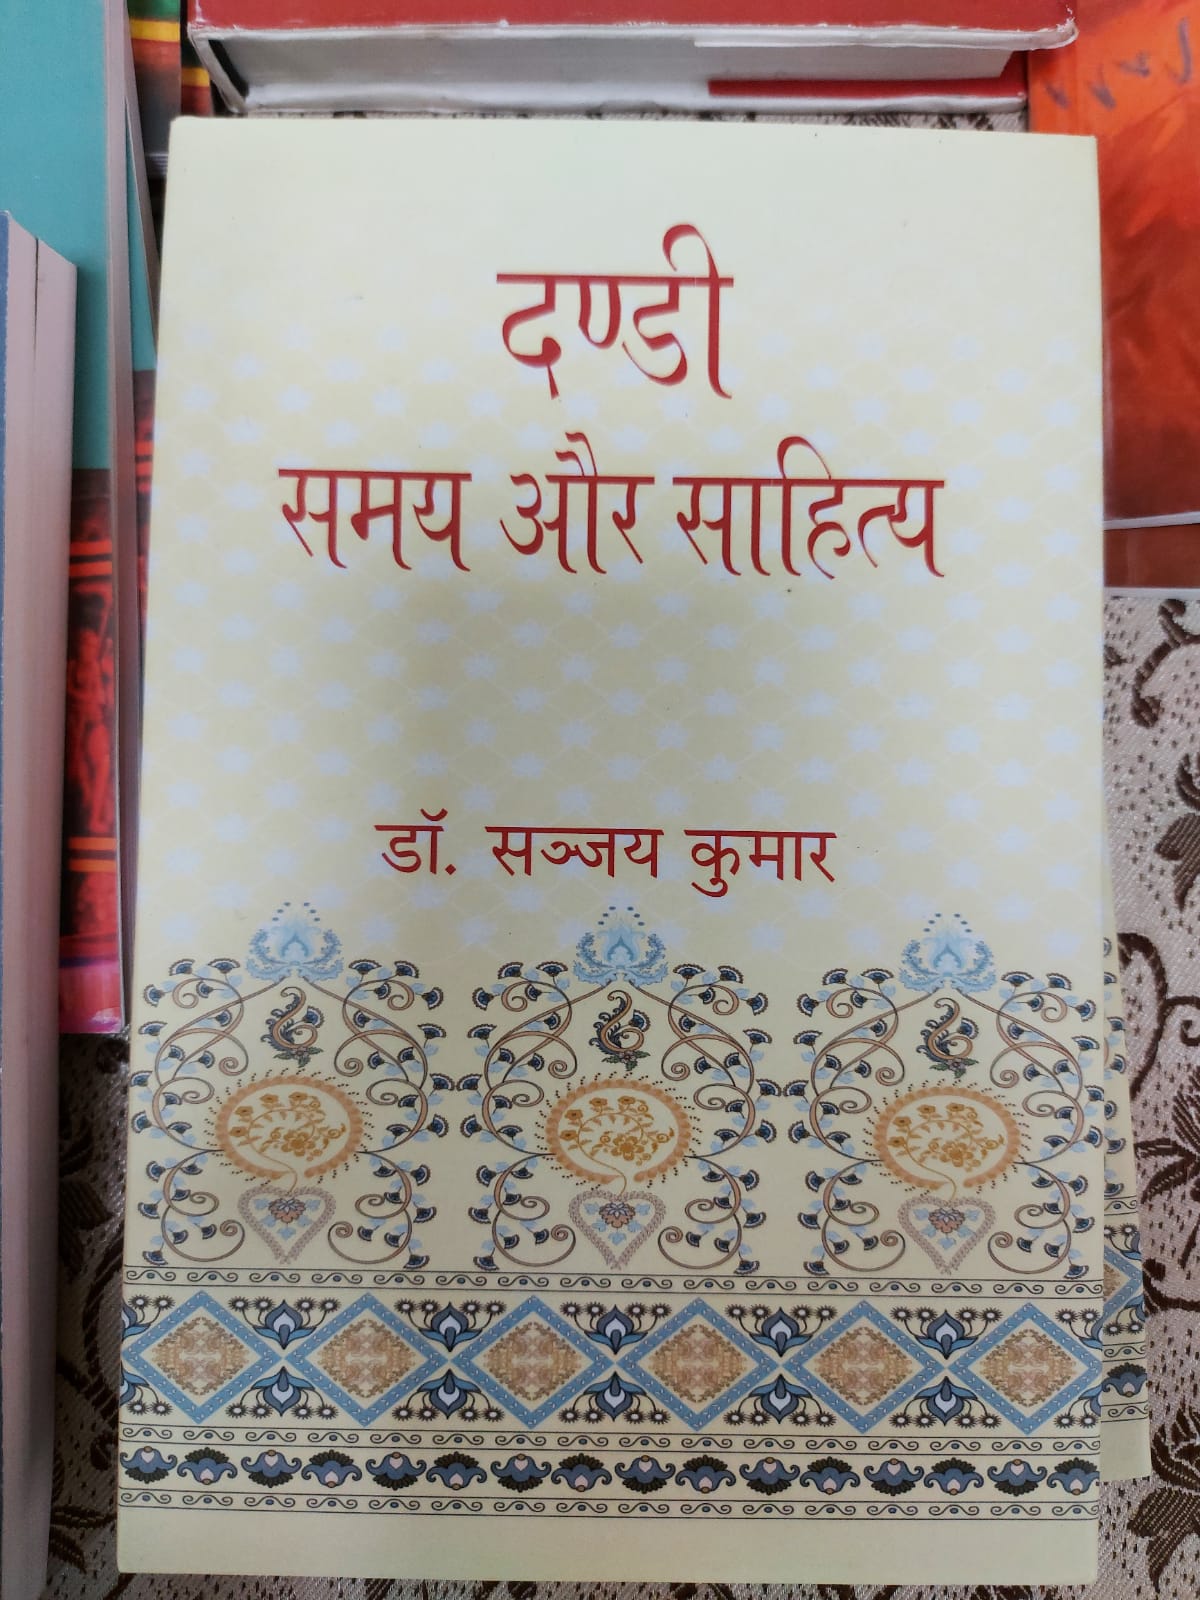 दण्डी
समय और साहित्य
डॉ. सञ्जय कुमार